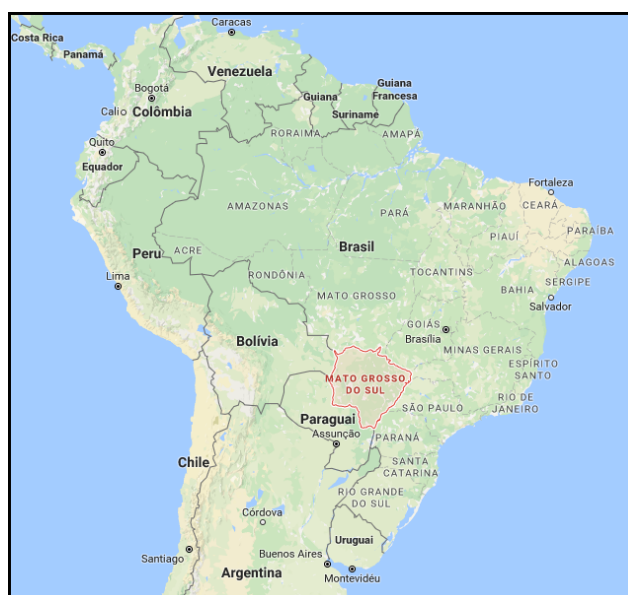 Caracas
Costa Rica
Panamá
Venezuela
Guiana
Guiana
Francesa
Bogotá
Suriname
Calio
Colômbia
RORAIMA
AMAPÁ
Quito
Equador
Fortaleza
AMAZONAS
PARÁ
MARANHÃO
CEARÁ
PIAUÍ
PARAÍBA
Peru
ACRE
Brasil
ALAGOAS
Lima
RONDÔNIA
TOCANTINS
SERGIPE
BAHIA
MATO GROSSO
Salvador
GOIÁS
Brasília
Bolívia
MINAS GERAIS
ESPÍRITO
SANTO
MATO GROSSO
DO SUL
RIO DE
JANEIRO
SÃO PAULO
Paraguai
Assunção
PARANÁ
Chile
SANTA
CATARINA
RIO GRANDE
DO SUL
Córdova
Uruguai
Santiago
Buenos Aires
Argentina
Montevidéu